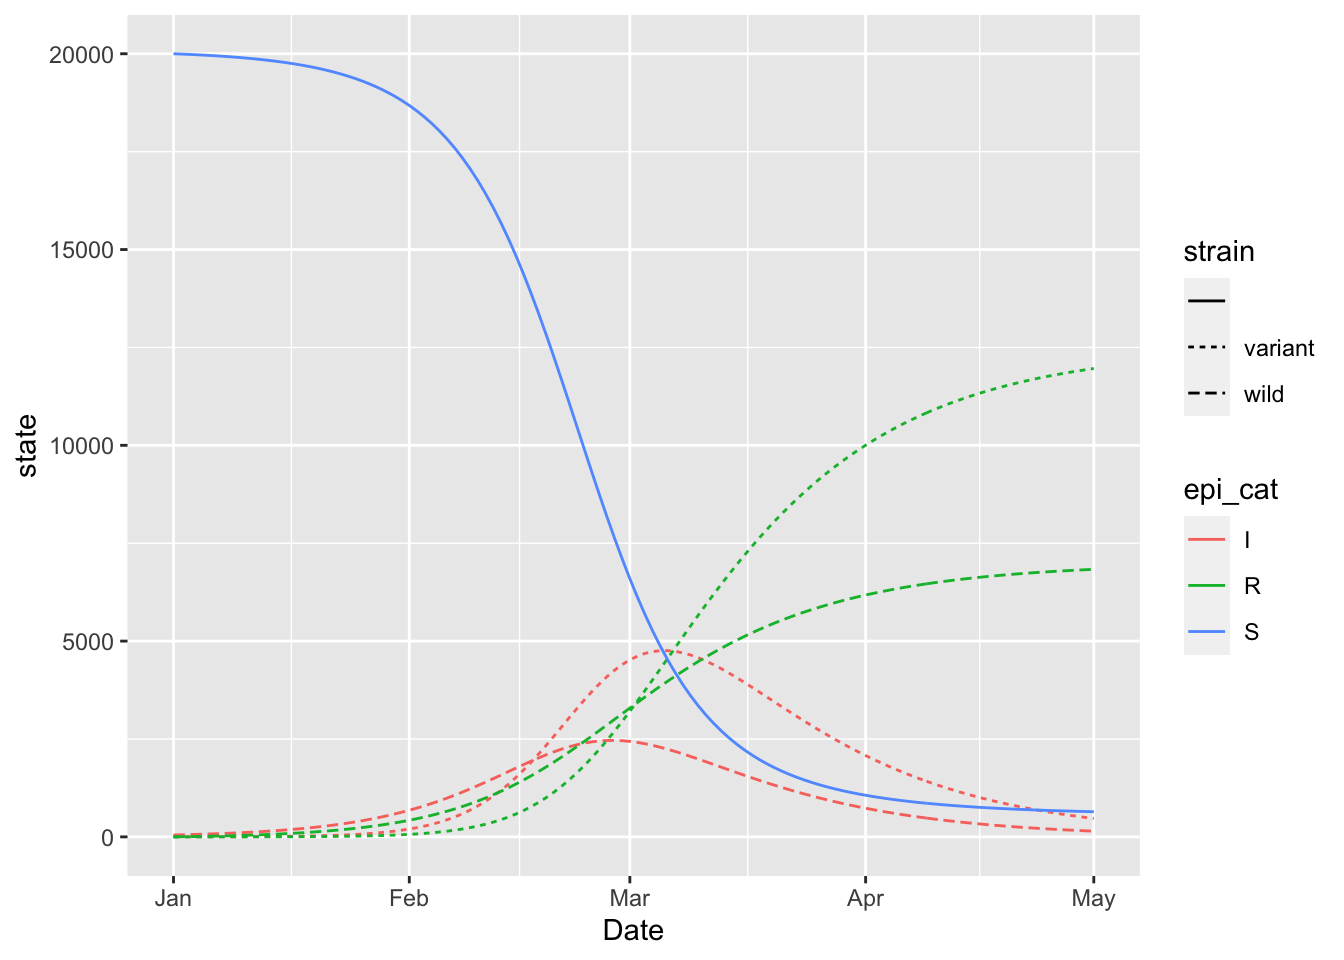 20000
15000
10000
5000
0
state
Jan Feb Mar Apr May
Date
strain
variant
wild
epi_cat
I
R
S